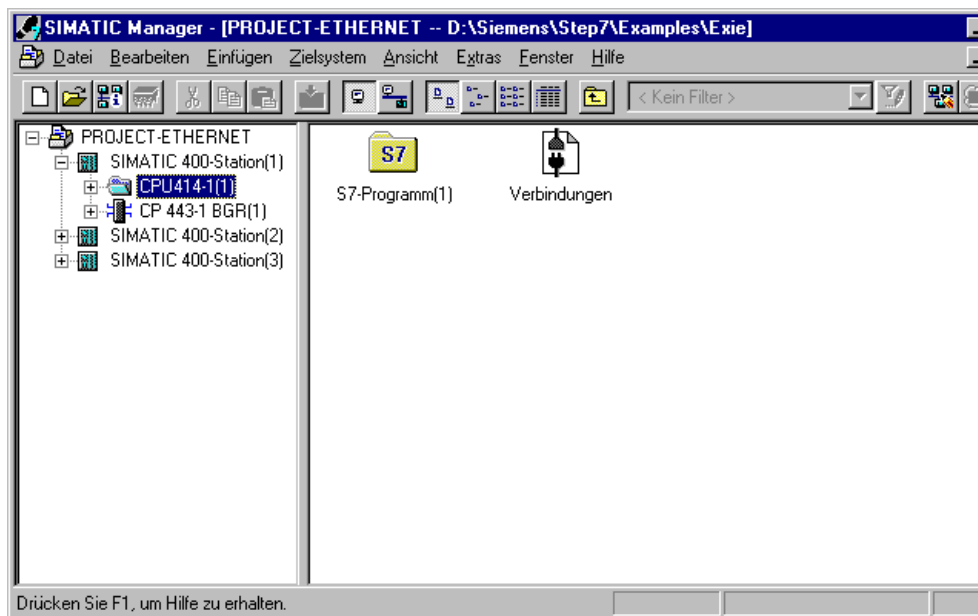 SIMATIC Manager - [PROJECT-ETHERNET -- D:\Siemens\Step7\Examples\Exie]
Datei Bearbeiten Einfügen Zielsystem Ansicht Extras Fenster Hilfe
< Kein Filter >
PROJECT-ETHERNET
SIMATIC 400-Station(1)
CPU414-1(1)
CP 443-1 BGR(1)
SIMATIC 400-Station(2)
SIMATIC 400-Station(3)
S7
S7-Programm(1)
Verbindungen
Drücken Sie F1, um Hilfe zu erhalten.